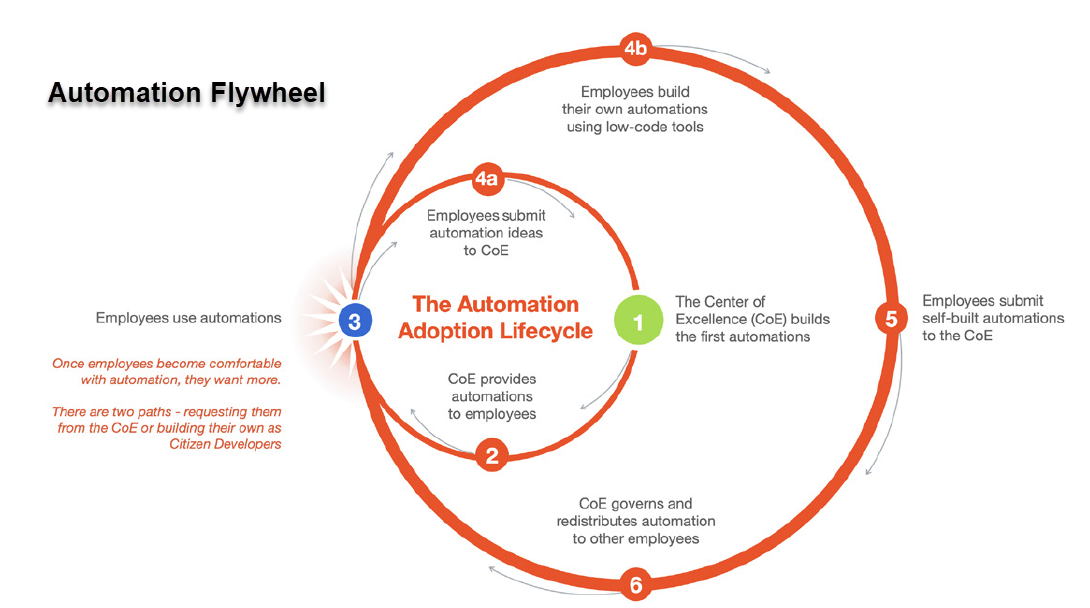 Automation Flywheel
4b
Employees build
their own automations
using low-code tools
4a
Employees submit
automation ideas
to CoE
3
Employees use automations
Once employees become comfortable
with automation, they want more.
There are two paths - requesting them
from the CoE or building their own as
Citizen Developers
The Automation
Adoption Lifecycle
1
The Center of
Excellence (CoE) builds
the first automations
5
Employees submit
self-built automations
to the CoE
CoE provides
automations
to employees
2
CoE governs and
redistributes automation
to other employees
6